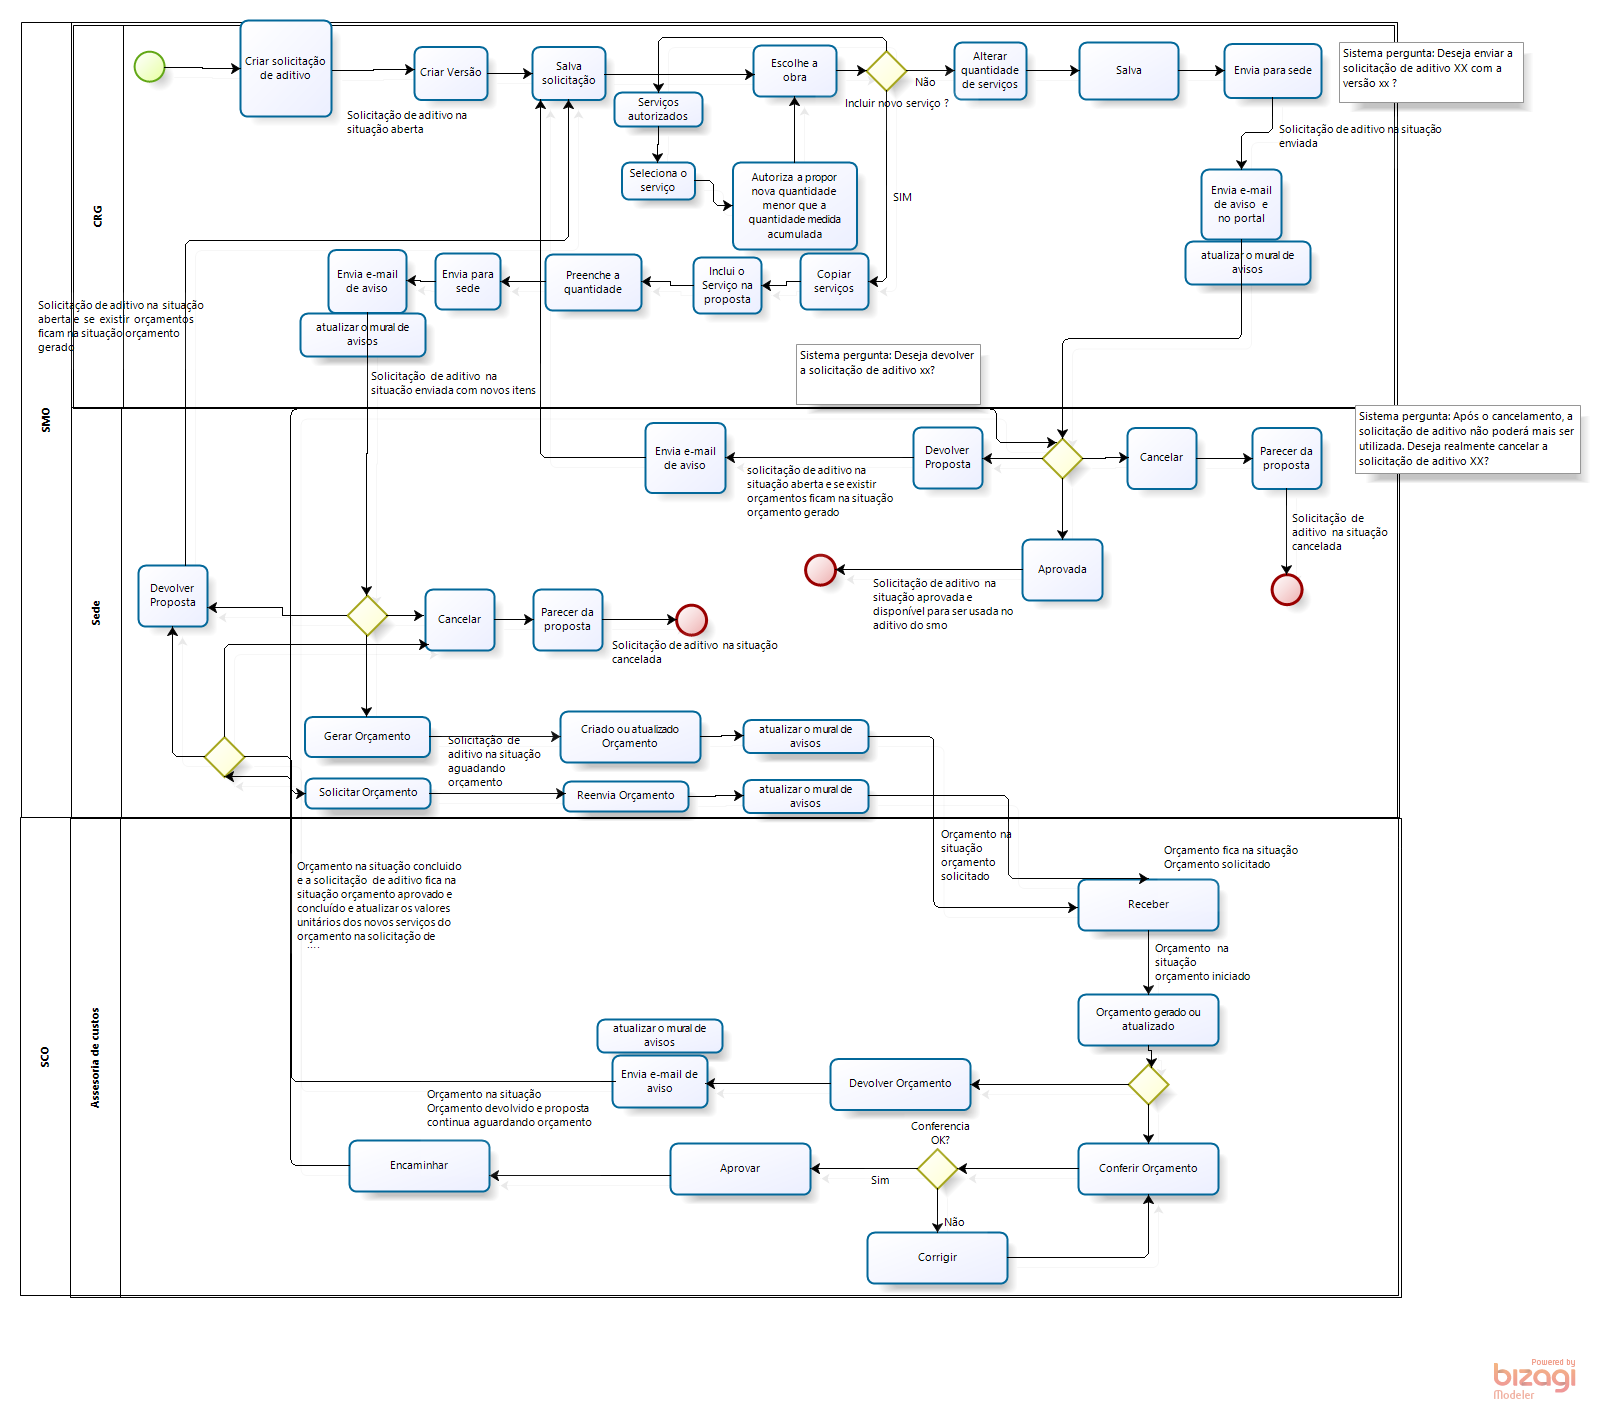 SMO
CRG
Criar solicitação
de aditivo
Solicitação de aditivo na
situação aberta
Criar Versão
Salva
solicitação
Serviços
autorizados
Seleciona o
serviço
Autoriza a propor
nova quantidade
menor que a
quantidade medida
acumulada
Escolhe a
obra
Não
Incluir novo serviço ?
SIM
Alterar
quantidade
de serviços
Salva
Envia para sede
Sistema pergunta: Deseja enviar a
solicitação de aditivo XX com a
versão xx ?
Solicitação de aditivo na situação
enviada
Envia e-mail
de aviso e
no portal
atualizar o mural de
avisos
Copiar
serviços
Inclui o
Serviço na
proposta
Preenche a
quantidade
Envia para
sede
Envia e-mail
de aviso
atualizar o mural de
avisos
Solicitação de aditivo na situação
aberta e se existir orçamentos
ficam na situação orçamento
gerado
Solicitação de aditivo na
situacão enviada com novos itens
Sistema pergunta: Deseja devolver
a solicitação de aditivo xx?
Sede
Envia e-mail
de aviso
solicitação de aditivo na
situação aberta e se existir
orçamentos ficam na situação
orçamento gerado
Devolver
Proposta
Cancelar
Parecer da
proposta
Sistema pergunta: Após o cancelamento, a
solicitação de aditivo não poderá mais ser
utilizada. Deseja realmente cancelar a
solicitação de aditivo XX?
Solicitação de
aditivo na situação
cancelada
Aprovada
Solicitação de aditivo na
situação aprovada e
disponível para ser usada no
aditivo do smo
Devolver
Proposta
Cancelar
Parecer da
proposta
Solicitação de aditivo na situação
cancelada
Gerar Orçamento
Solicitação de
aditivo na situação
aguadando
orçamento
Criado ou atualizado
Orçamento
atualizar o mural de
avisos
Solicitar Orçamento
Reenvia Orçamento
atualizar o mural de
avisos
SCO
Assesoria de custos
Orçamento na situação concluido
e a solicitação de aditivo fica na
situação orçamento aprovado e
concluído e atualizar os valores
unitários dos novos serviços do
orçamento na solicitação de
Orçamento na
situação
orçamento
solicitado
Orçamento fica na situação
Orçamento solicitado
Receber
Orçamento na
situação
orçamento iniciado
Orçamento gerado ou
atualizado
atualizar o mural de
avisos
Envia e-mail de
aviso
Devolver Orçamento
Orçamento na situação
Orçamento devolvido e proposta
continua aguardando orçamento
Conferencia
OK?
Encaminhar
Aprovar
Sim
Conferir Orçamento
Não
Corrigir
Powered by
bizagi
Modeler